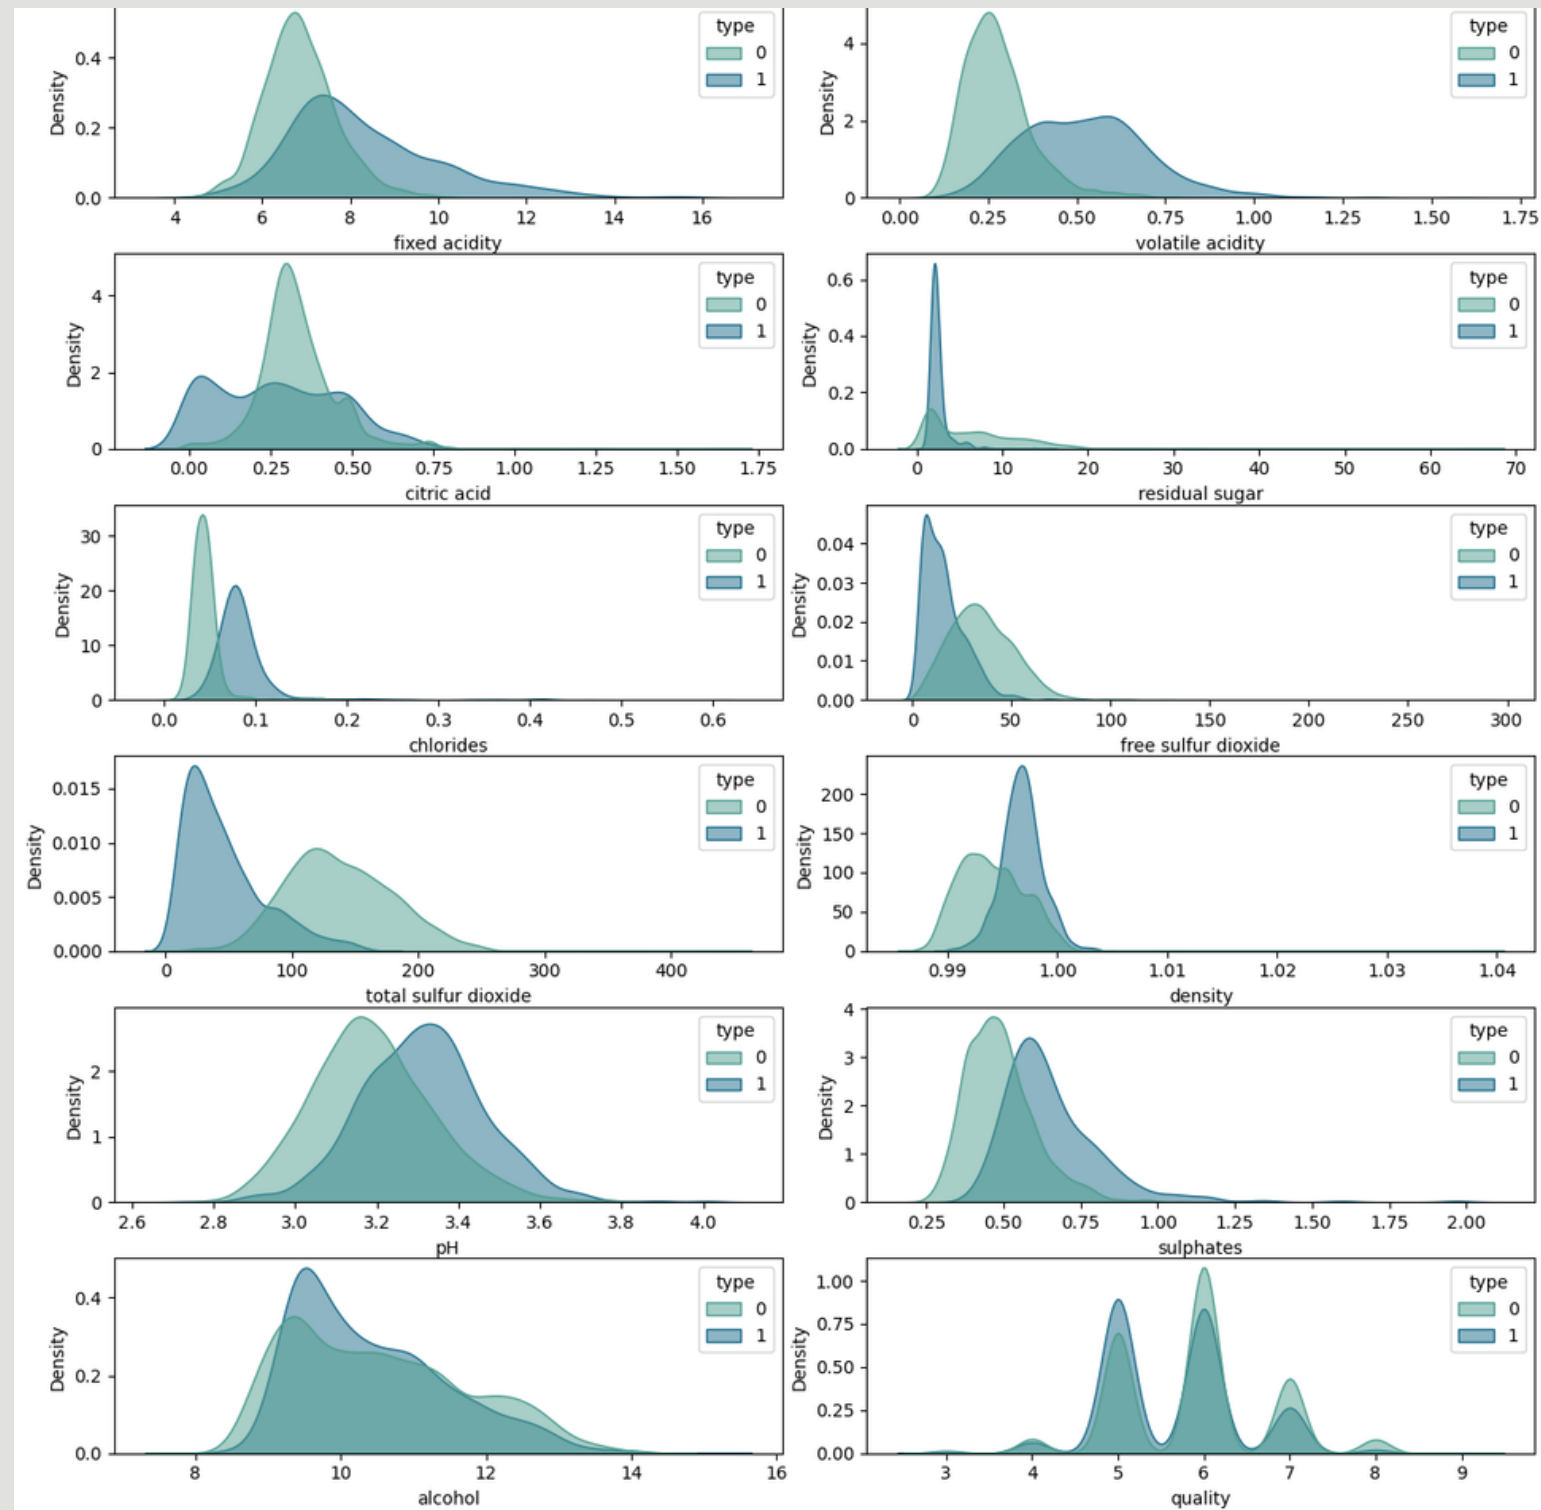 type
0
1
Density
0.4
0.2
0.0
4 6 8 10 12 14 16
fixed acidity
type
0
1
Density
4
2
0
0.00 0.25 0.50 0.75 1.00 1.25 1.50 1.75
volatile acidity
type
0
1
Density
4
2
0
0.00 0.25 0.50 0.75 1.00 1.25 1.50 1.75
citric acid
type
0
1
Density
0.6
0.4
0.2
0.0
0 10 20 30 40 50 60 70
residual sugar
type
0
1
Density
30
20
10
0
0.0 0.1 0.2 0.3 0.4 0.5 0.6
chlorides
type
0
1
Density
0.04
0.03
0.02
0.01
0.00
0 50 100 150 200 250 300
free sulfur dioxide
type
0
1
Density
0.015
0.010
0.005
0.000
0 100 200 300 400
total sulfur dioxide
type
0
1
Density
200
150
100
50
0
0.99 1.00 1.01 1.02 1.03 1.04
density
type
0
1
Density
2
1
0
2.6 2.8 3.0 3.2 3.4 3.6 3.8 4.0
pH
type
0
1
Density
4
3
2
1
0
0.25 0.50 0.75 1.00 1.25 1.50 1.75 2.00
sulphates
type
0
1
Density
0.4
0.2
0.0
8 10 12 14 16
alcohol
type
0
1
Density
1.00
0.75
0.50
0.25
0.00
3 4 5 6 7 8 9
quality